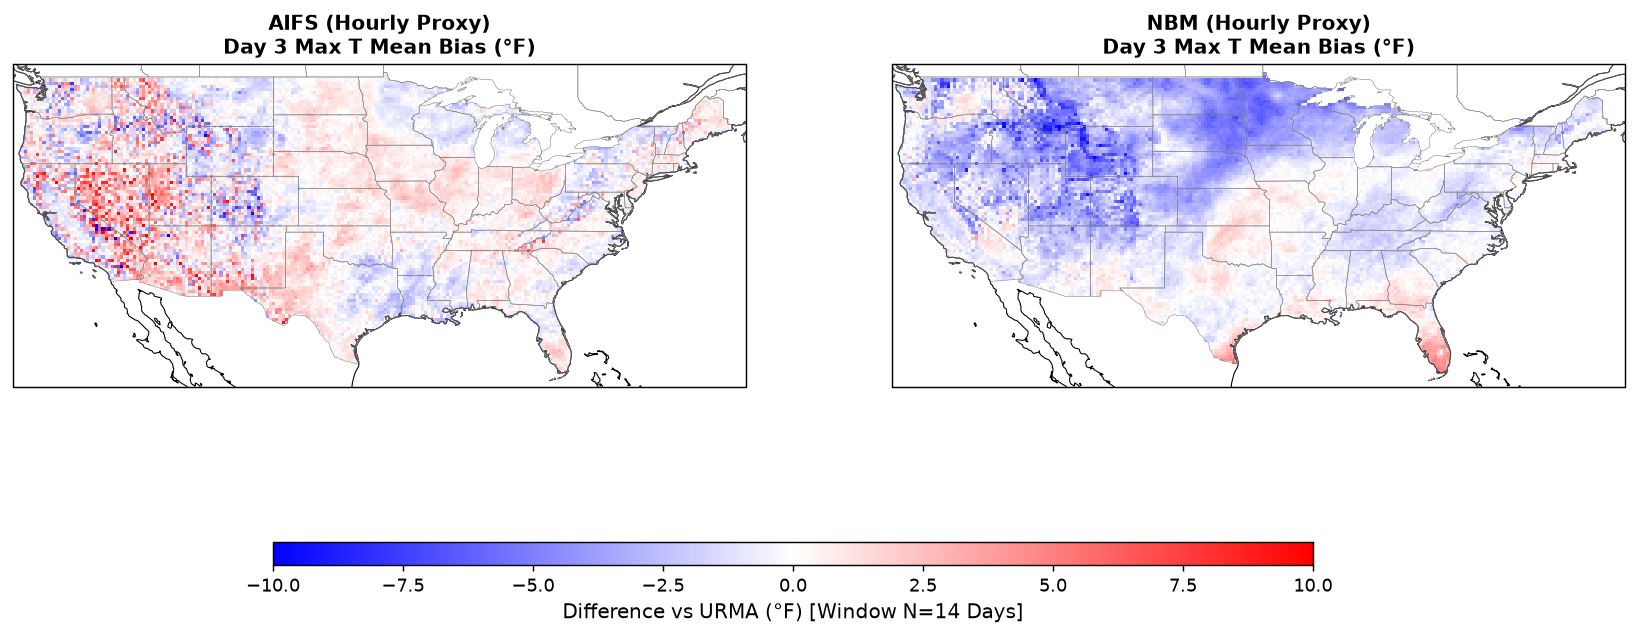 AIFS (Hourly Proxy)
Day 3 Max T Mean Bias (°F)
NBM (Hourly Proxy)
Day 3 Max T Mean Bias (°F)
−10.0 −7.5 −5.0 −2.5 0.0 2.5 5.0 7.5 10.0
Difference vs URMA (°F) [Window N=14 Days]